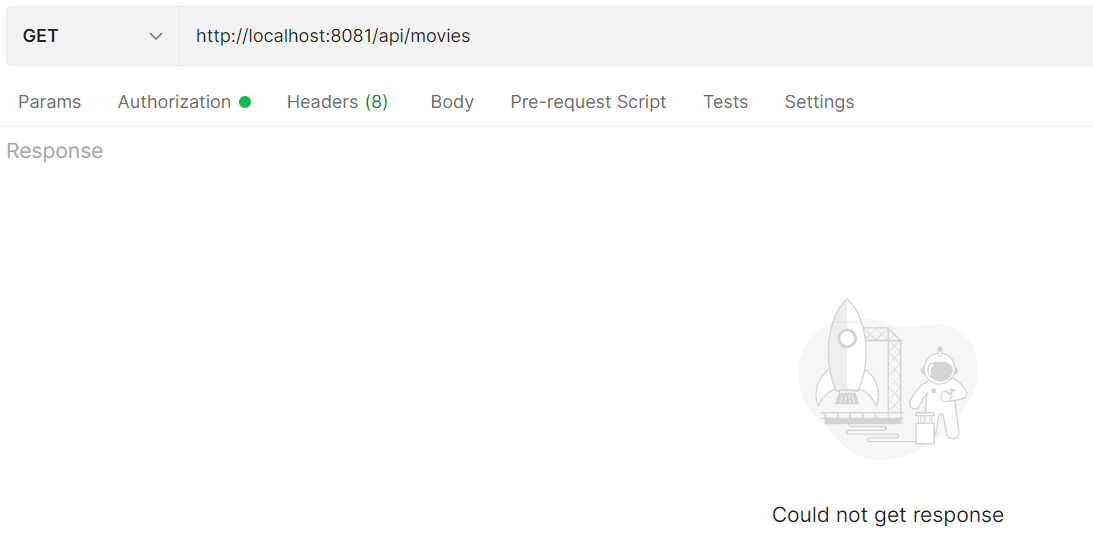 GET http://localhost:8081/api/movies
Params Authorization Headers (8) Body Pre-request Script Tests Settings
Response
Could not get response